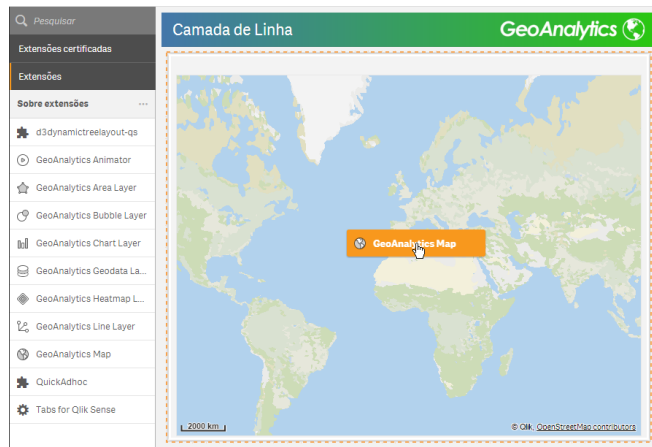 Pesquisar
Extensões certificadas
Extensões
Sobre extensões ...
d3dynamictreelayout-qs
GeoAnalytics Animator
GeoAnalytics Area Layer
GeoAnalytics Bubble Layer
GeoAnalytics Chart Layer
GeoAnalytics Geodata La...
GeoAnalytics Heatmap L...
GeoAnalytics Line Layer
GeoAnalytics Map
QuickAdhoc
Tabs for Qlik Sense
Camada de Linha
GeoAnalytics
GeoAnalytics Map
2000 km
© Qlik, OpenStreetMap contributors